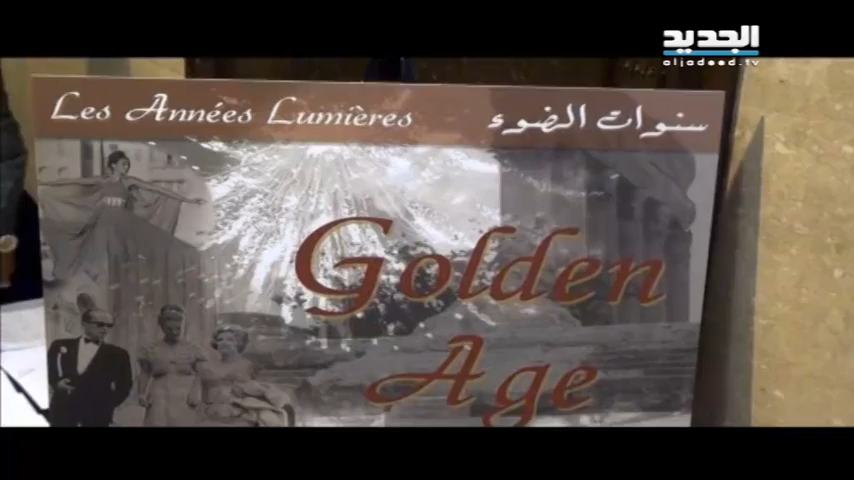 الجديد
aljadeed.tv
Les Années Lumières
سنوات الضوء
Golden
Age